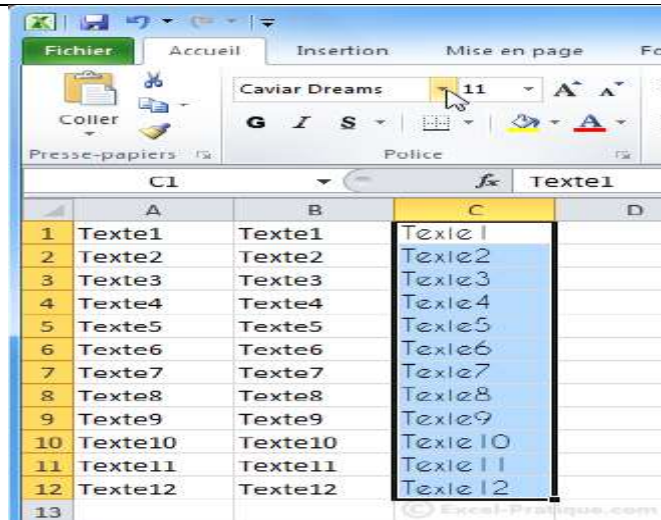 Fichier Accueil Insertion Mise en page Fo
Caviar Dreams 11 A A
Coller G I S A
Presse-papiers Police
C1 fx Texte1
A B C D
1 Texte1 Texte1 Texte1
2 Texte2 Texte2 Texte2
3 Texte3 Texte3 Texte3
4 Texte4 Texte4 Texte4
5 Texte5 Texte5 Texte5
6 Texte6 Texte6 Texte6
7 Texte7 Texte7 Texte7
8 Texte8 Texte8 Texte8
9 Texte9 Texte9 Texte9
10 Texte10 Texte10 Texte10
11 Texte11 Texte11 Texte11
12 Texte12 Texte12 Texte12
13 © Excel-Pratique.com